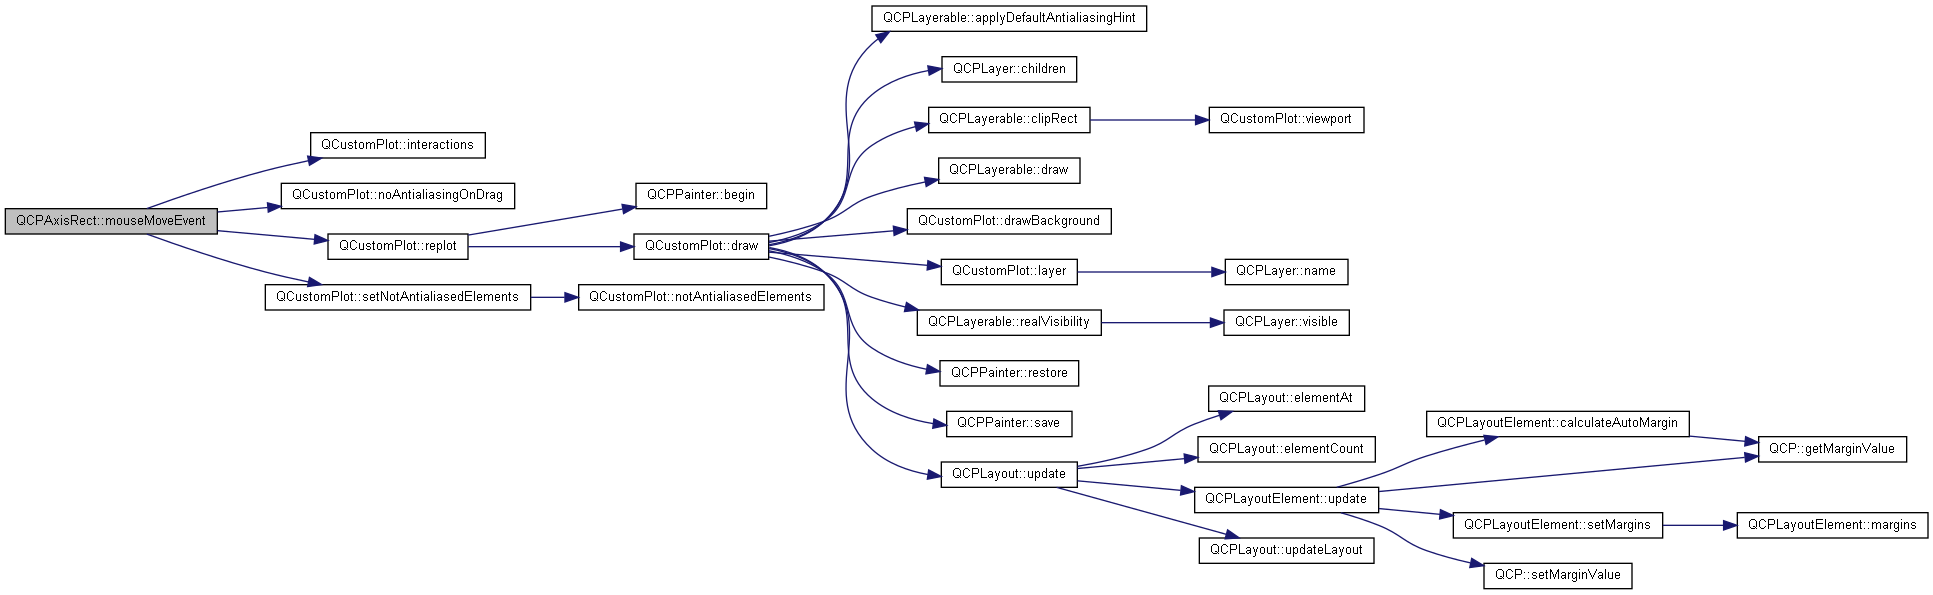 QCPLayerable::applyDefaultAntialiasingHint
QCPLayer::children
QCPLayerable::clipRect
QCustomPlot::viewport
QCustomPlot::interactions
QCPLayerable::draw
QCustomPlot::noAntialiasingOnDrag
QCPPainter::begin
QCPAxisRect::mouseMoveEvent
QCustomPlot::drawBackground
QCustomPlot::replot
QCustomPlot::draw
QCustomPlot::layer
QCPLayer::name
QCustomPlot::setNotAntialiasedElements
QCustomPlot::notAntialiasedElements
QCPLayerable::realVisibility
QCPLayer::visible
QCPPainter::restore
QCPLayout::elementAt
QCPPainter::save
QCPLayoutElement::calculateAutoMargin
QCPLayout::elementCount
QCP::getMarginValue
QCPLayout::update
QCPLayoutElement::update
QCPLayoutElement::setMargins
QCPLayoutElement::margins
QCPLayout::updateLayout
QCP::setMarginValue